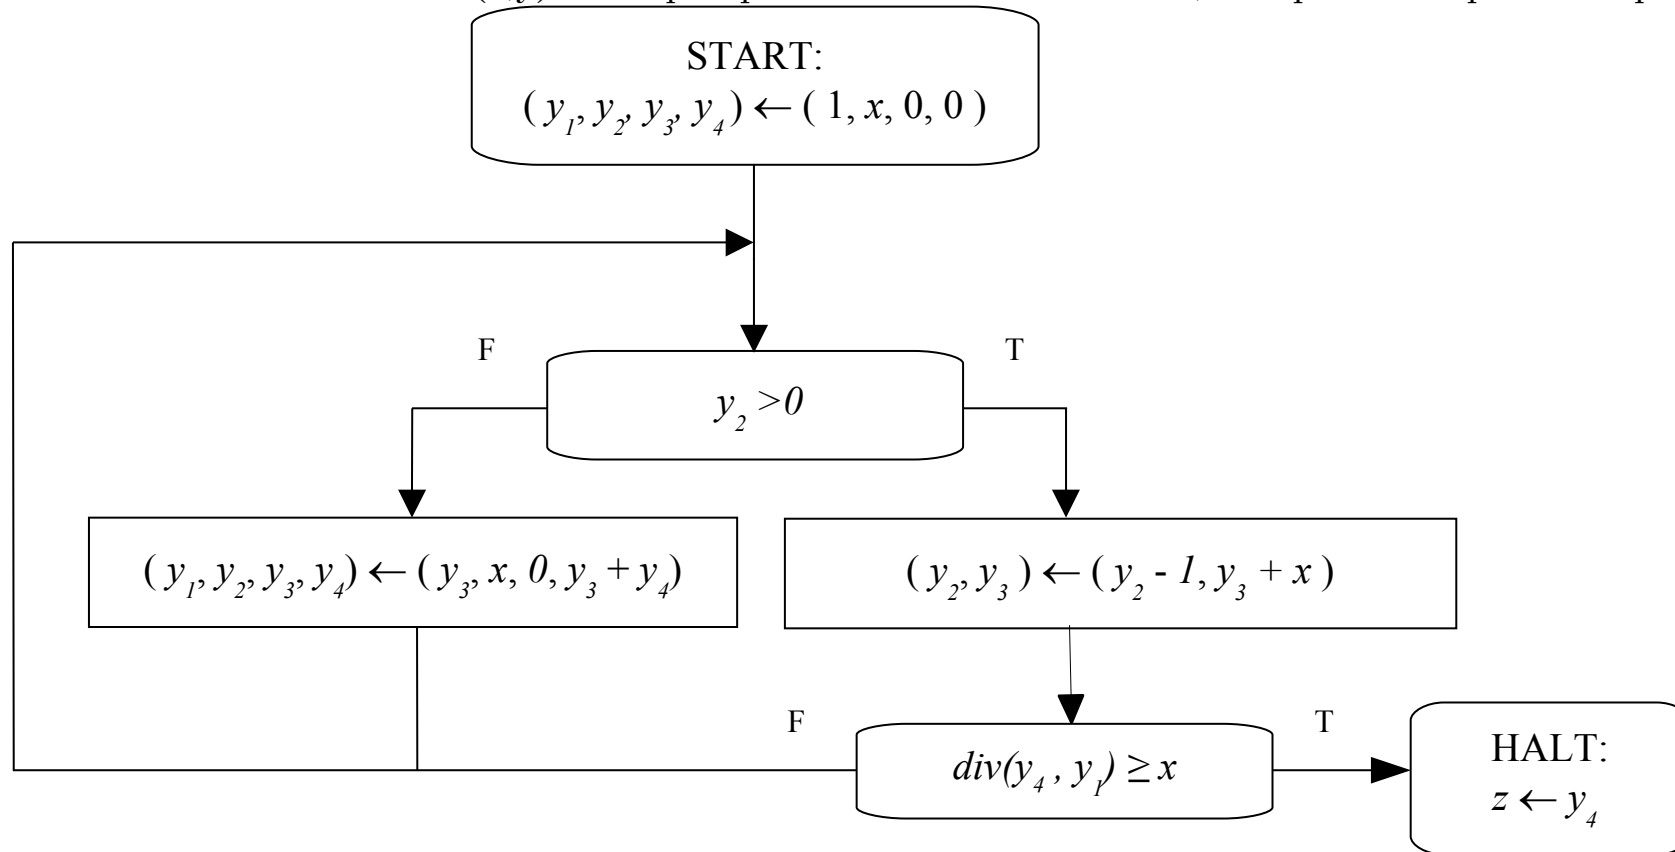 START:
( y₁, y₂, y₃, y₄ ) ← ( 1, x, 0, 0 )
F
T
y₂ >0
( y₁, y₂, y₃, y₄) ← ( y₃, x, 0, y₃ + y₄)
( y₂, y₃ ) ← ( y₂ - 1, y₃ + x )
F
T
div(y₄ , y₁) ≥ x
HALT:
z ← y₄